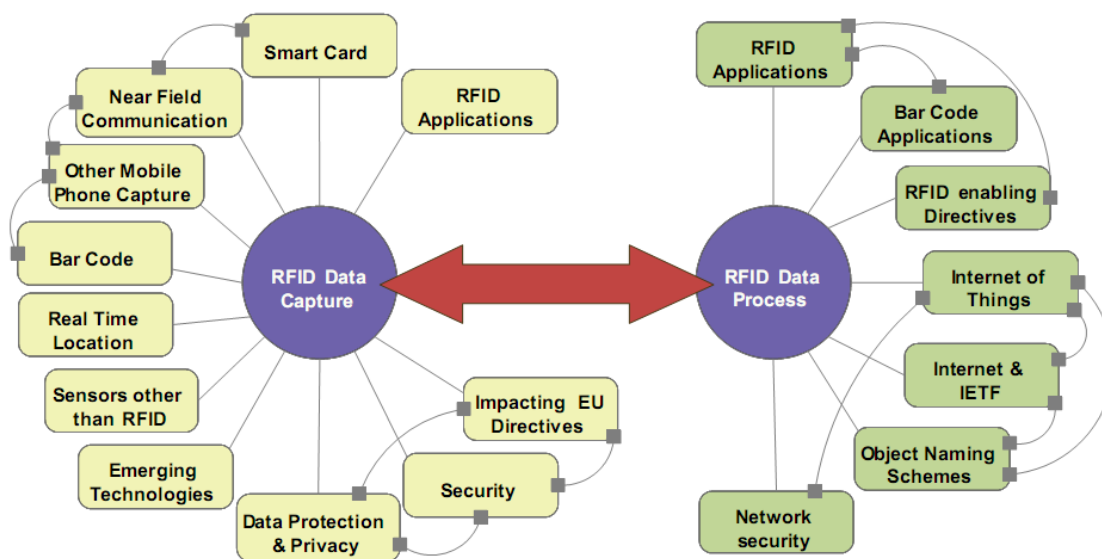 Smart Card
RFID
Applications
Near Field
Communication
Other Mobile
Phone Capture
Bar Code
Real Time
Location
Sensors other
than RFID
Emerging
Technologies
Data Protection
& Privacy
Security
Impacting EU
Directives
RFID Data
Capture
RFID Data
Process
RFID
Applications
Bar Code
Applications
RFID enabling
Directives
Internet of
Things
Internet &
IETF
Object Naming
Schemes
Network
security